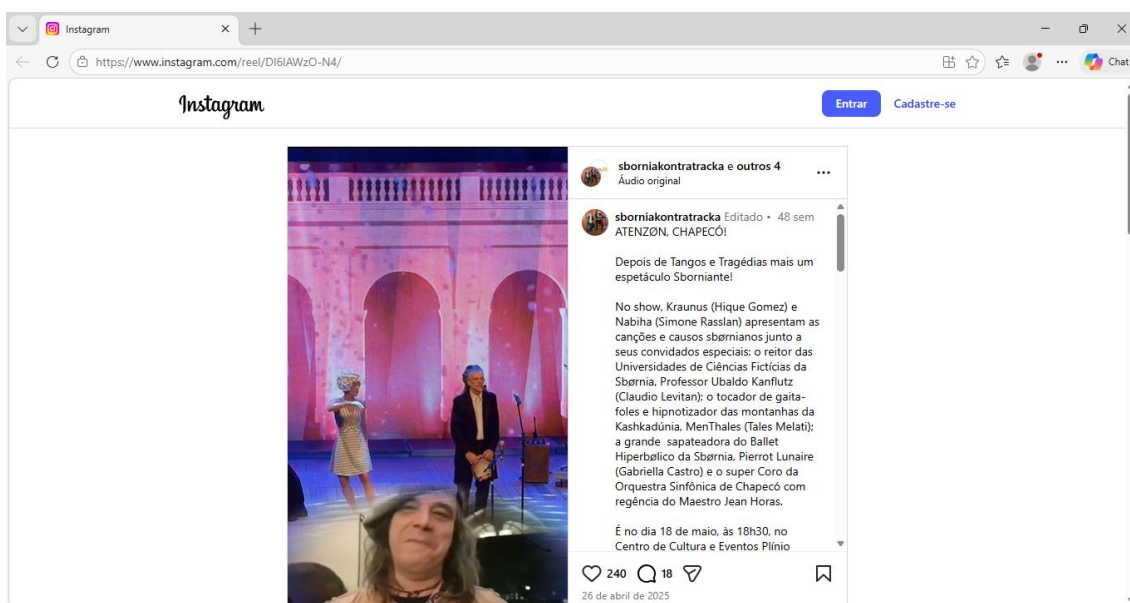 Instagram
https://www.instagram.com/reel/DI6IAWzO-N4/
Chat
Instagram
Entrar
Cadastre-se
sborniakontratracka e outros 4
Áudio original
sborniakontratracka Editado • 48 sem
ATENZØN, CHAPECÓ!
Depois de Tangos e Tragédias mais um
espetáculo Sborniante!
No show, Kraunus (Hique Gomez) e
Nabiha (Simone Rasslan) apresentam as
canções e causos sbørnianos junto a
seus convidados especiais: o reitor das
Universidades de Ciências Fictícias da
Sbørnia, Professor Ubaldo Kanflutz
(Claudio Levitan); o tocador de gaita-
foles e hipnotizador das montanhas da
Kashkadúnia, MenThales (Tales Melati);
a grande sapateadora do Ballet
Hiperbølico da Sbørnia, Pierrot Lunaire
(Gabriella Castro) e o super Coro da
Orquestra Sinfônica de Chapecó com
regência do Maestro Jean Horas.
É no dia 18 de maio, às 18h30, no
Centro de Cultura e Eventos Plínio
240 18
26 de abril de 2025